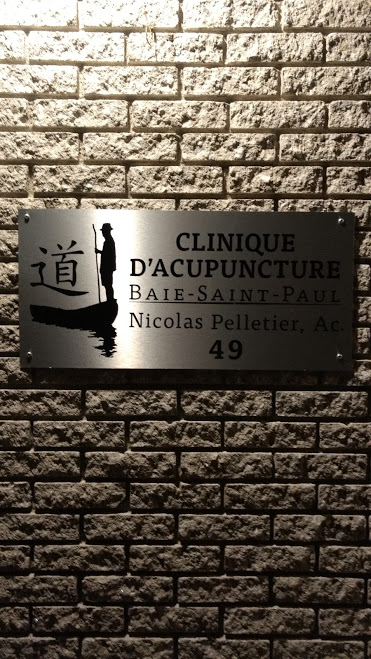 道
CLINIQUE
D'ACUPUNCTURE
BAIE-SAINT-PAUL
Nicolas Pelletier, Ac.
49